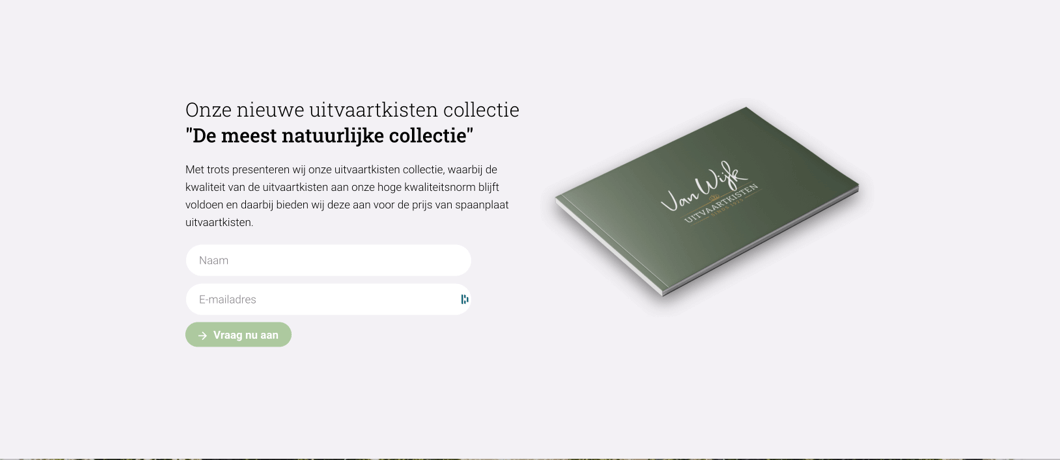 Onze nieuwe uitvaartkisten collectie
"De meest natuurlijke collectie"
Met trots presenteren wij onze uitvaartkisten collectie, waarbij de
kwaliteit van de uitvaartkisten aan onze hoge kwaliteitsnorm blijft
voldoen en daarbij bieden wij deze aan voor de prijs van spaanplaat
uitvaartkisten.
Naam
E-mailadres
→ Vraag nu aan
Van Wijk
UITVAARTKISTEN